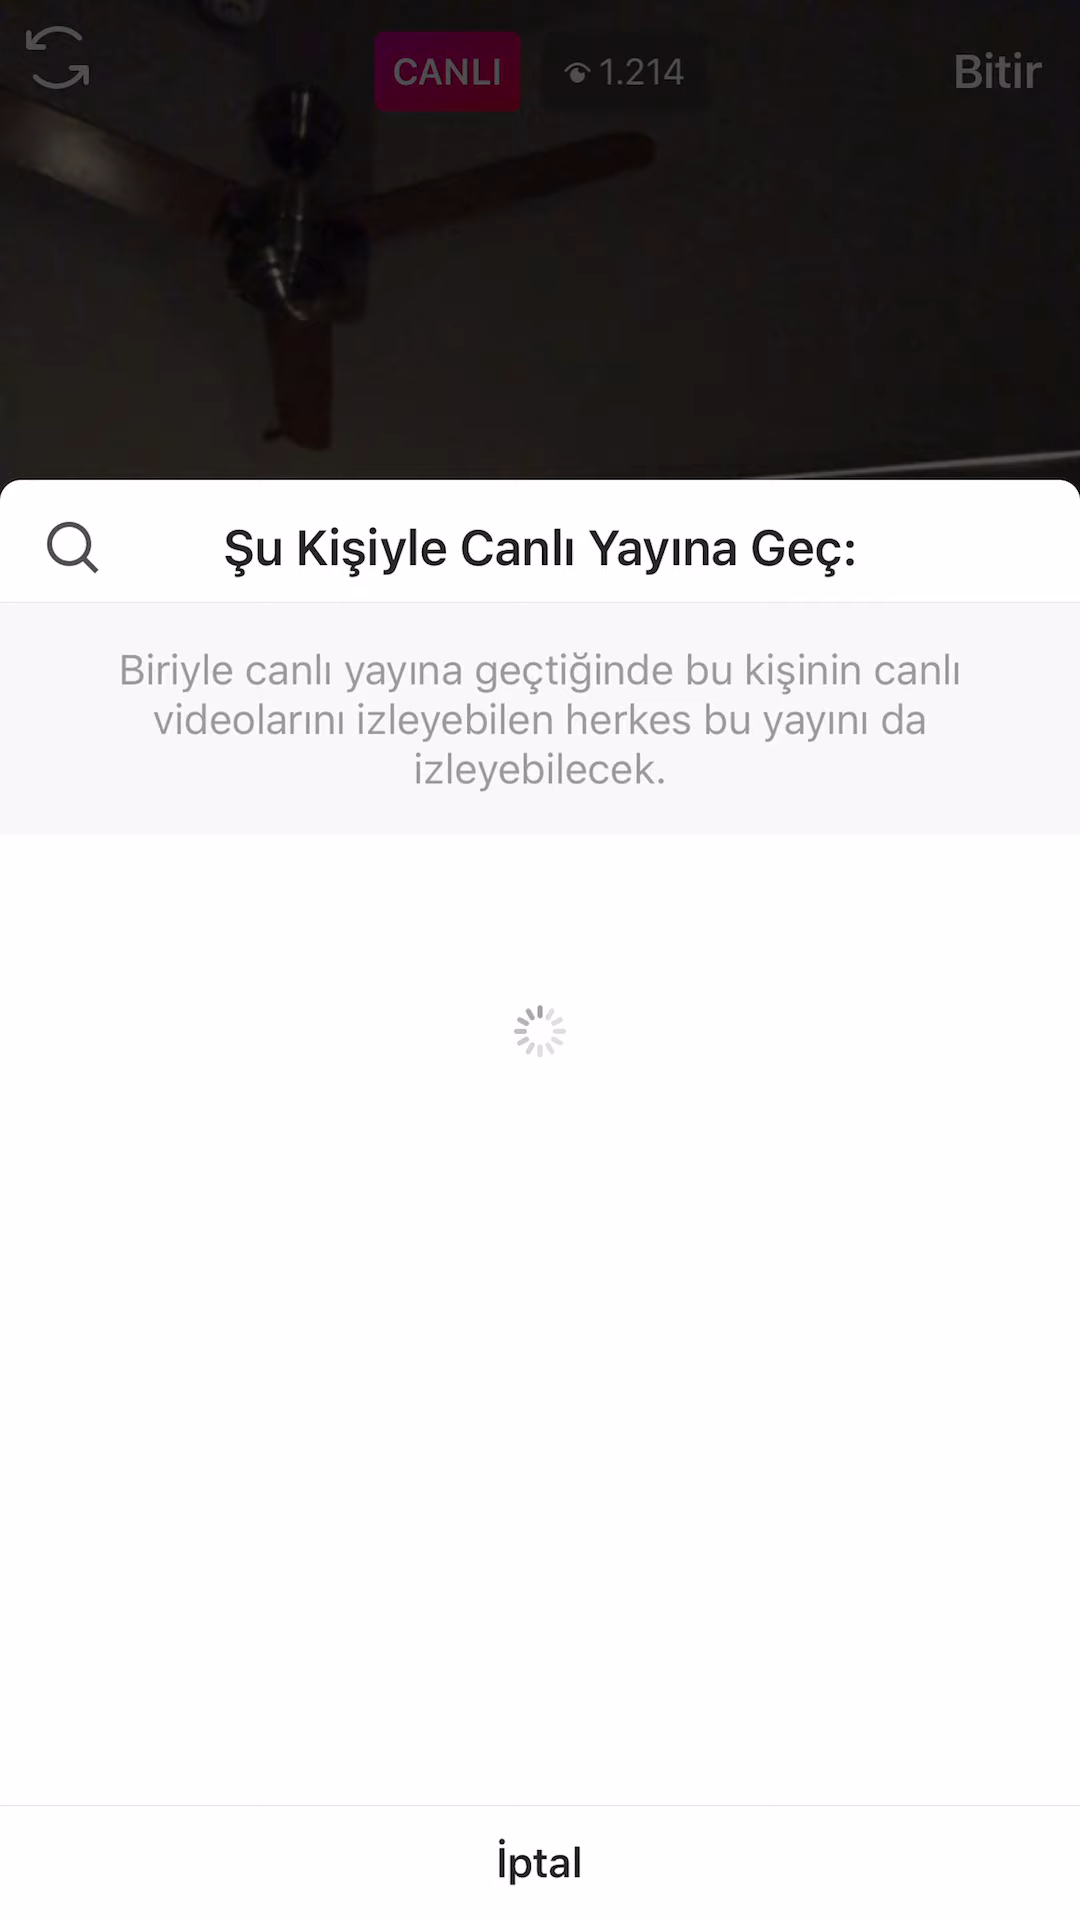 CANLI
1.214
Bitir
Şu Kişiyle Canlı Yayına Geç:
Biriyle canlı yayına geçtiğinde bu kişinin canlı
videolarını izleyebilen herkes bu yayını da
izleyebilecek.
İptal